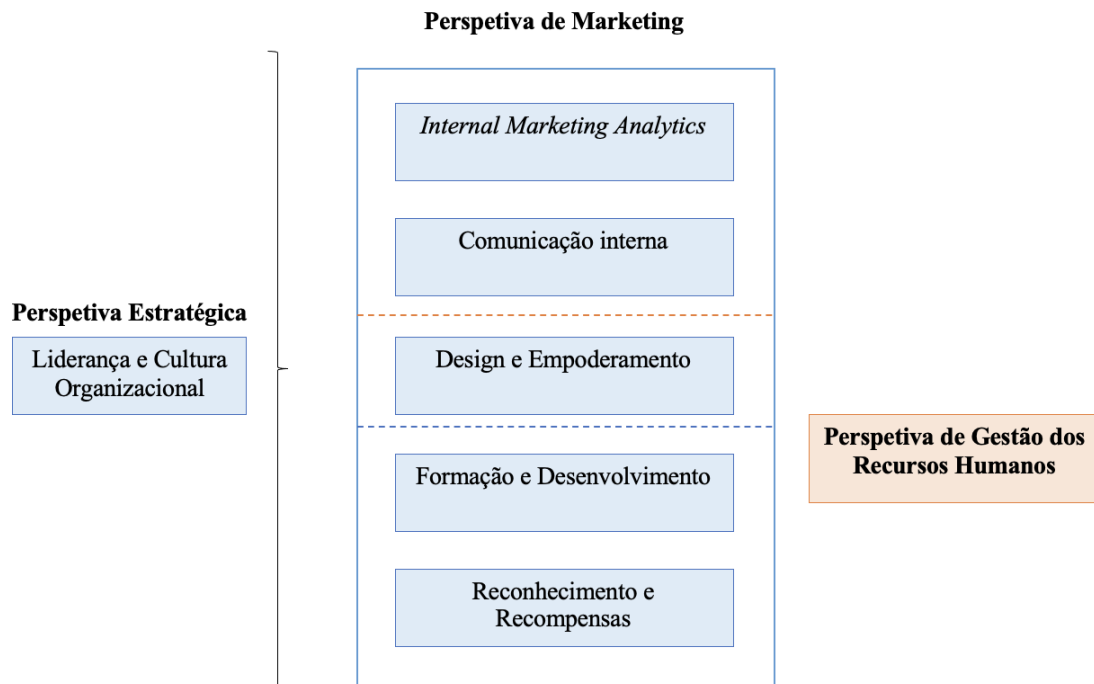 Perspetiva de Marketing
Internal Marketing Analytics
Comunicação interna
Perspetiva Estratégica
Liderança e Cultura
Organizacional
Design e Empoderamento
Perspetiva de Gestão dos
Recursos Humanos
Formação e Desenvolvimento
Reconhecimento e
Recompensas